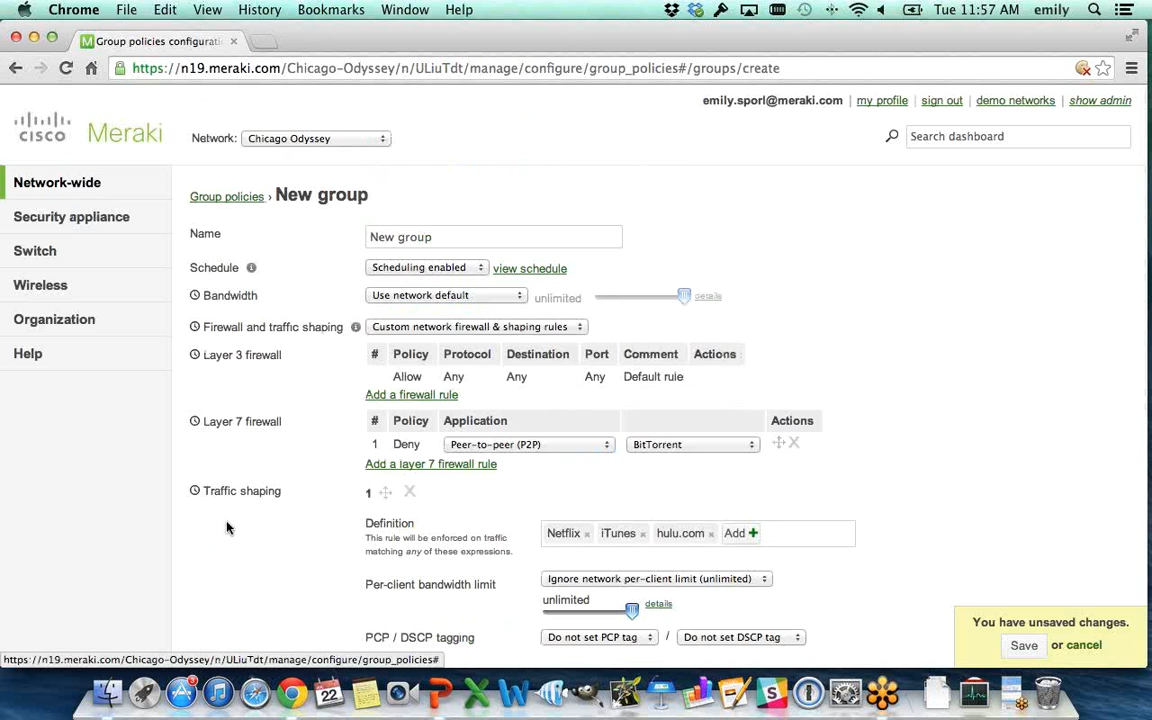 Chrome File Edit View History Bookmarks Window Help Tue 11:57 AM emily
Group policies configurati
https://n19.meraki.com/Chicago-Odyssey/n/ULiuTdt/manage/configure/group_policies#/groups/create
emily.sporl@meraki.com | my profile | sign out | demo networks | show admin
CISCO Meraki
Network: Chicago Odyssey
Search dashboard
Network-wide
Security appliance
Switch
Wireless
Organization
Help
Group policies › New group
Name New group
Schedule Scheduling enabled view schedule
Bandwidth Use network default unlimited details
Firewall and traffic shaping Custom network firewall & shaping rules
Layer 3 firewall # Policy Protocol Destination Port Comment Actions
Allow Any Any Any Default rule
Add a firewall rule
Layer 7 firewall # Policy Application Actions
1 Deny Peer-to-peer (P2P) BitTorrent
Add a layer 7 firewall rule
Traffic shaping 1
Definition
This rule will be enforced on traffic
matching any of these expressions.
Netflix × iTunes × hulu.com × Add +
Per-client bandwidth limit Ignore network per-client limit (unlimited)
unlimited details
PCP / DSCP tagging Do not set PCP tag / Do not set DSCP tag
You have unsaved changes.
Save or cancel
https://n19.meraki.com/Chicago-Odyssey/n/ULiuTdt/manage/configure/group_policies#
22